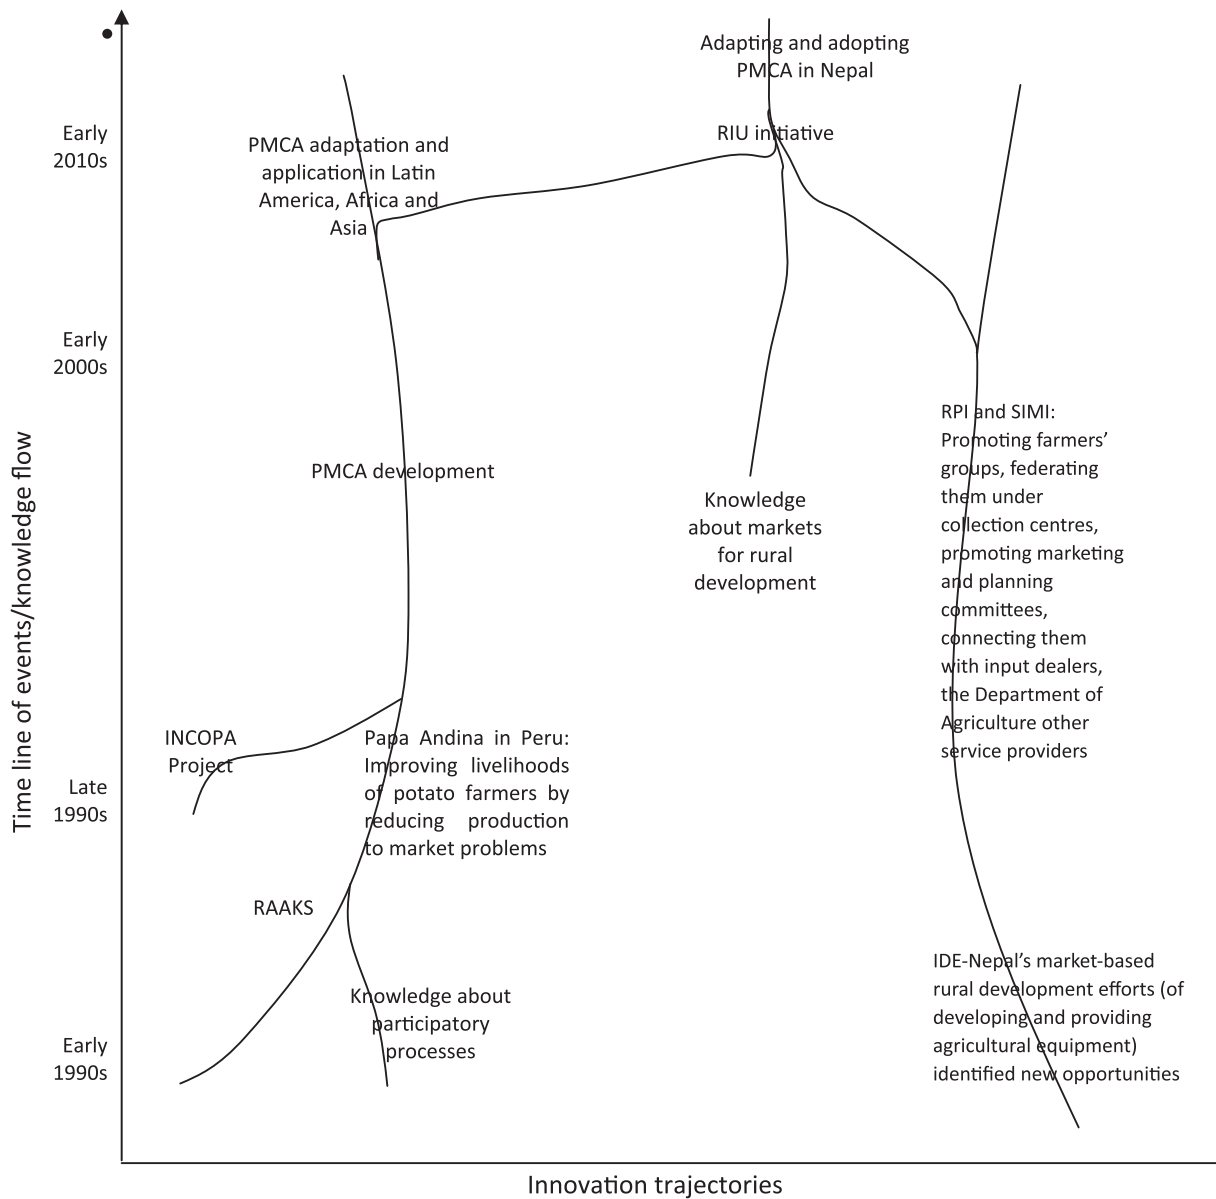 Adapting and adopting
PMCA in Nepal
Early
2010s
RIU initiative
PMCA adaptation and
application in Latin
America, Africa and
Asia
Early
2000s
RPI and SIMI:
Promoting farmers’
groups, federating
them under
collection centres,
promoting marketing
and planning
committees,
connecting them
with input dealers,
the Department of
Agriculture other
service providers
PMCA development
Knowledge
about markets
for rural
development
Time line of events/knowledge flow
INCOPA
Project
Papa Andina in Peru:
Improving livelihoods
of potato farmers by
reducing production
to market problems
Late
1990s
RAAKS
Knowledge about
participatory
processes
IDE-Nepal’s market-based
rural development efforts (of
developing and providing
agricultural equipment)
identified new opportunities
Early
1990s
Innovation trajectories